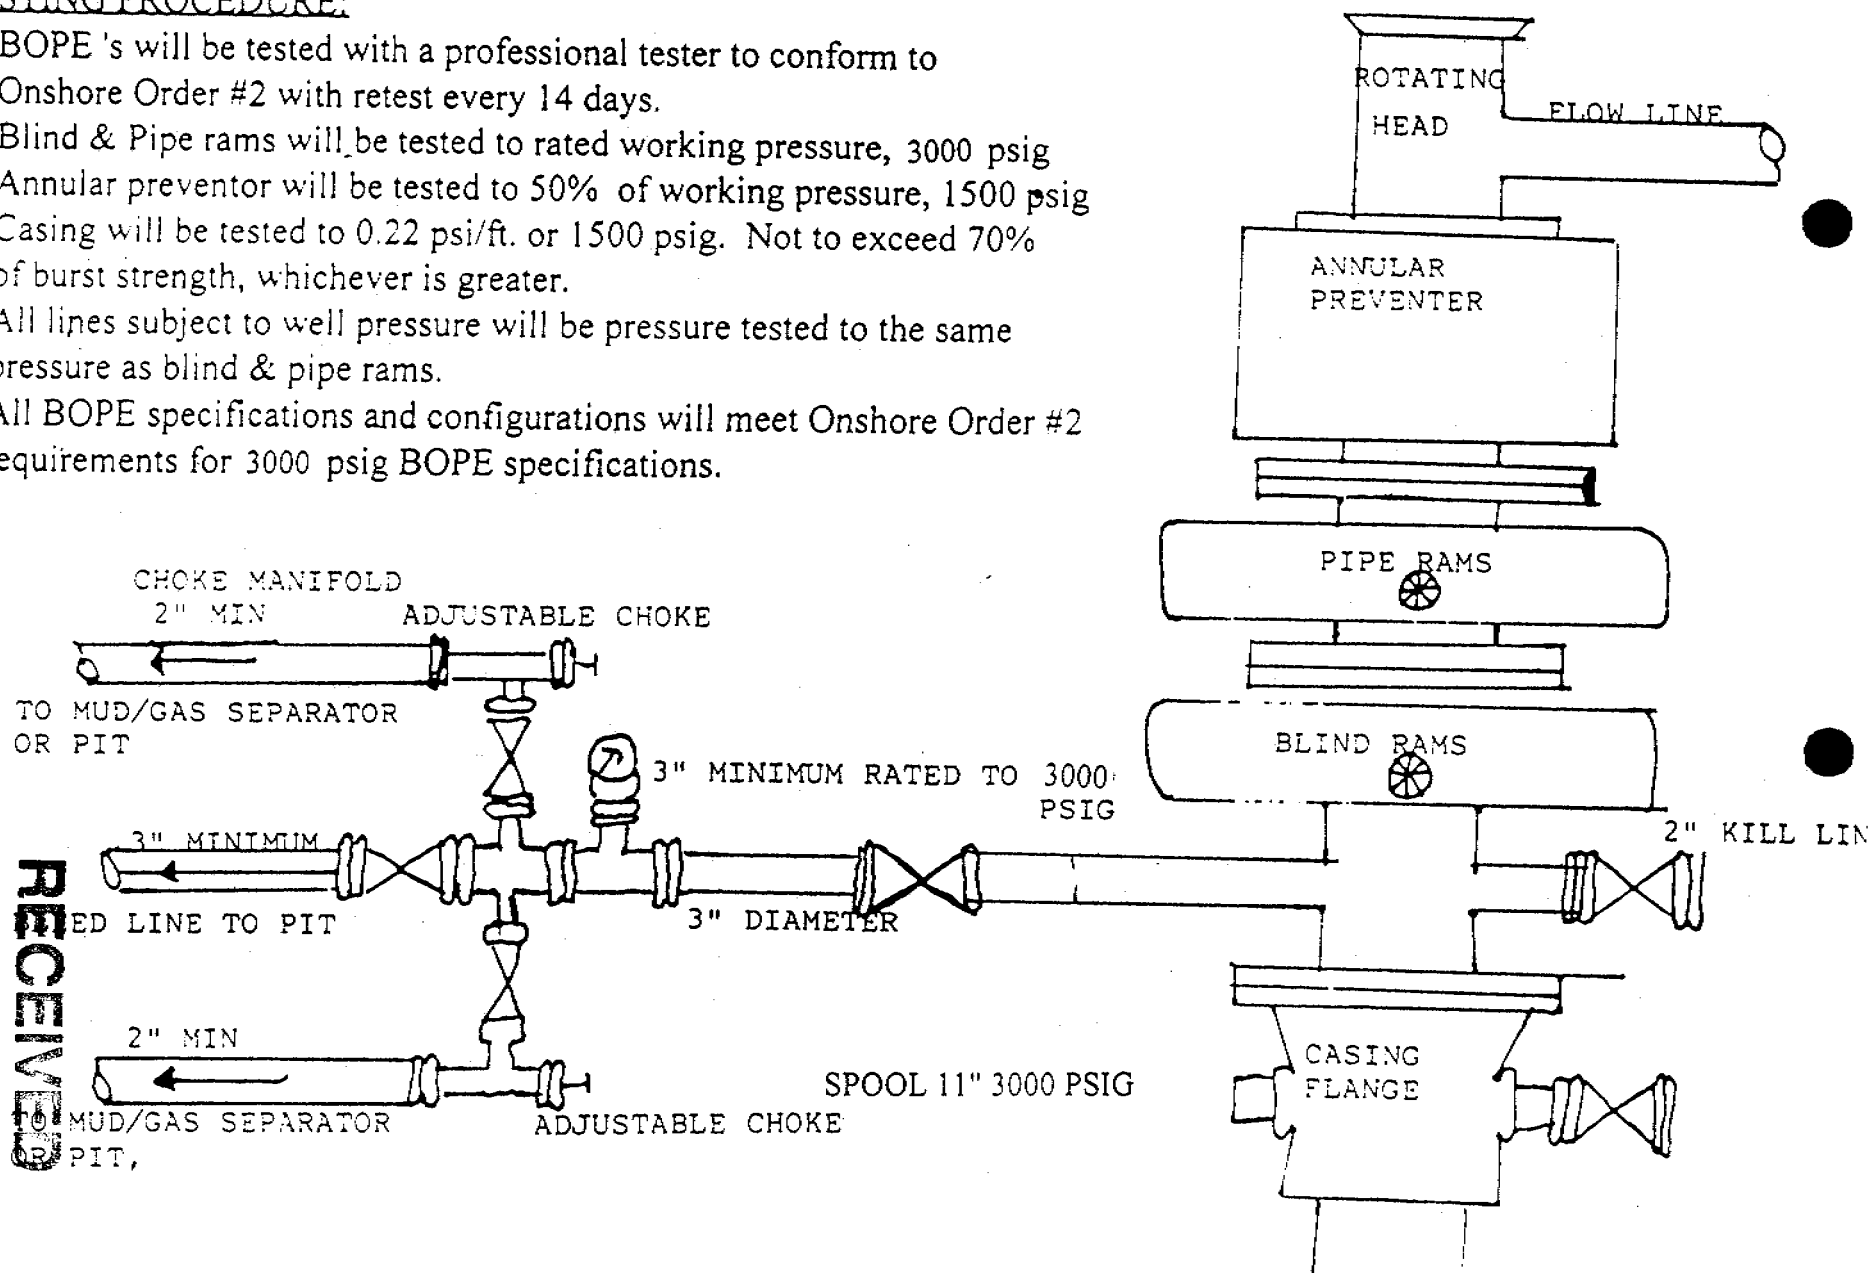 TESTING PROCEDURE:
BOPE 's will be tested with a professional tester to conform to
Onshore Order #2 with retest every 14 days.
Blind & Pipe rams will be tested to rated working pressure, 3000 psig
Annular preventor will be tested to 50% of working pressure, 1500 psig
Casing will be tested to 0.22 psi/ft. or 1500 psig. Not to exceed 70%
of burst strength, whichever is greater.
All lines subject to well pressure will be pressure tested to the same
pressure as blind & pipe rams.
All BOPE specifications and configurations will meet Onshore Order #2
requirements for 3000 psig BOPE specifications.
ROTATING
HEAD
FLOW LINE
ANNULAR
PREVENTER
PIPE RAMS
BLIND RAMS
2" KILL LIN
CHOKE MANIFOLD
2" MIN
ADJUSTABLE CHOKE
TO MUD/GAS SEPARATOR
OR PIT
3" MINIMUM RATED TO 3000
PSIG
3" MINIMUM
LINE TO PIT
3" DIAMETER
2" MIN
TO MUD/GAS SEPARATOR
OR PIT,
ADJUSTABLE CHOKE
SPOOL 11" 3000 PSIG
CASING
FLANGE
RECEIVED